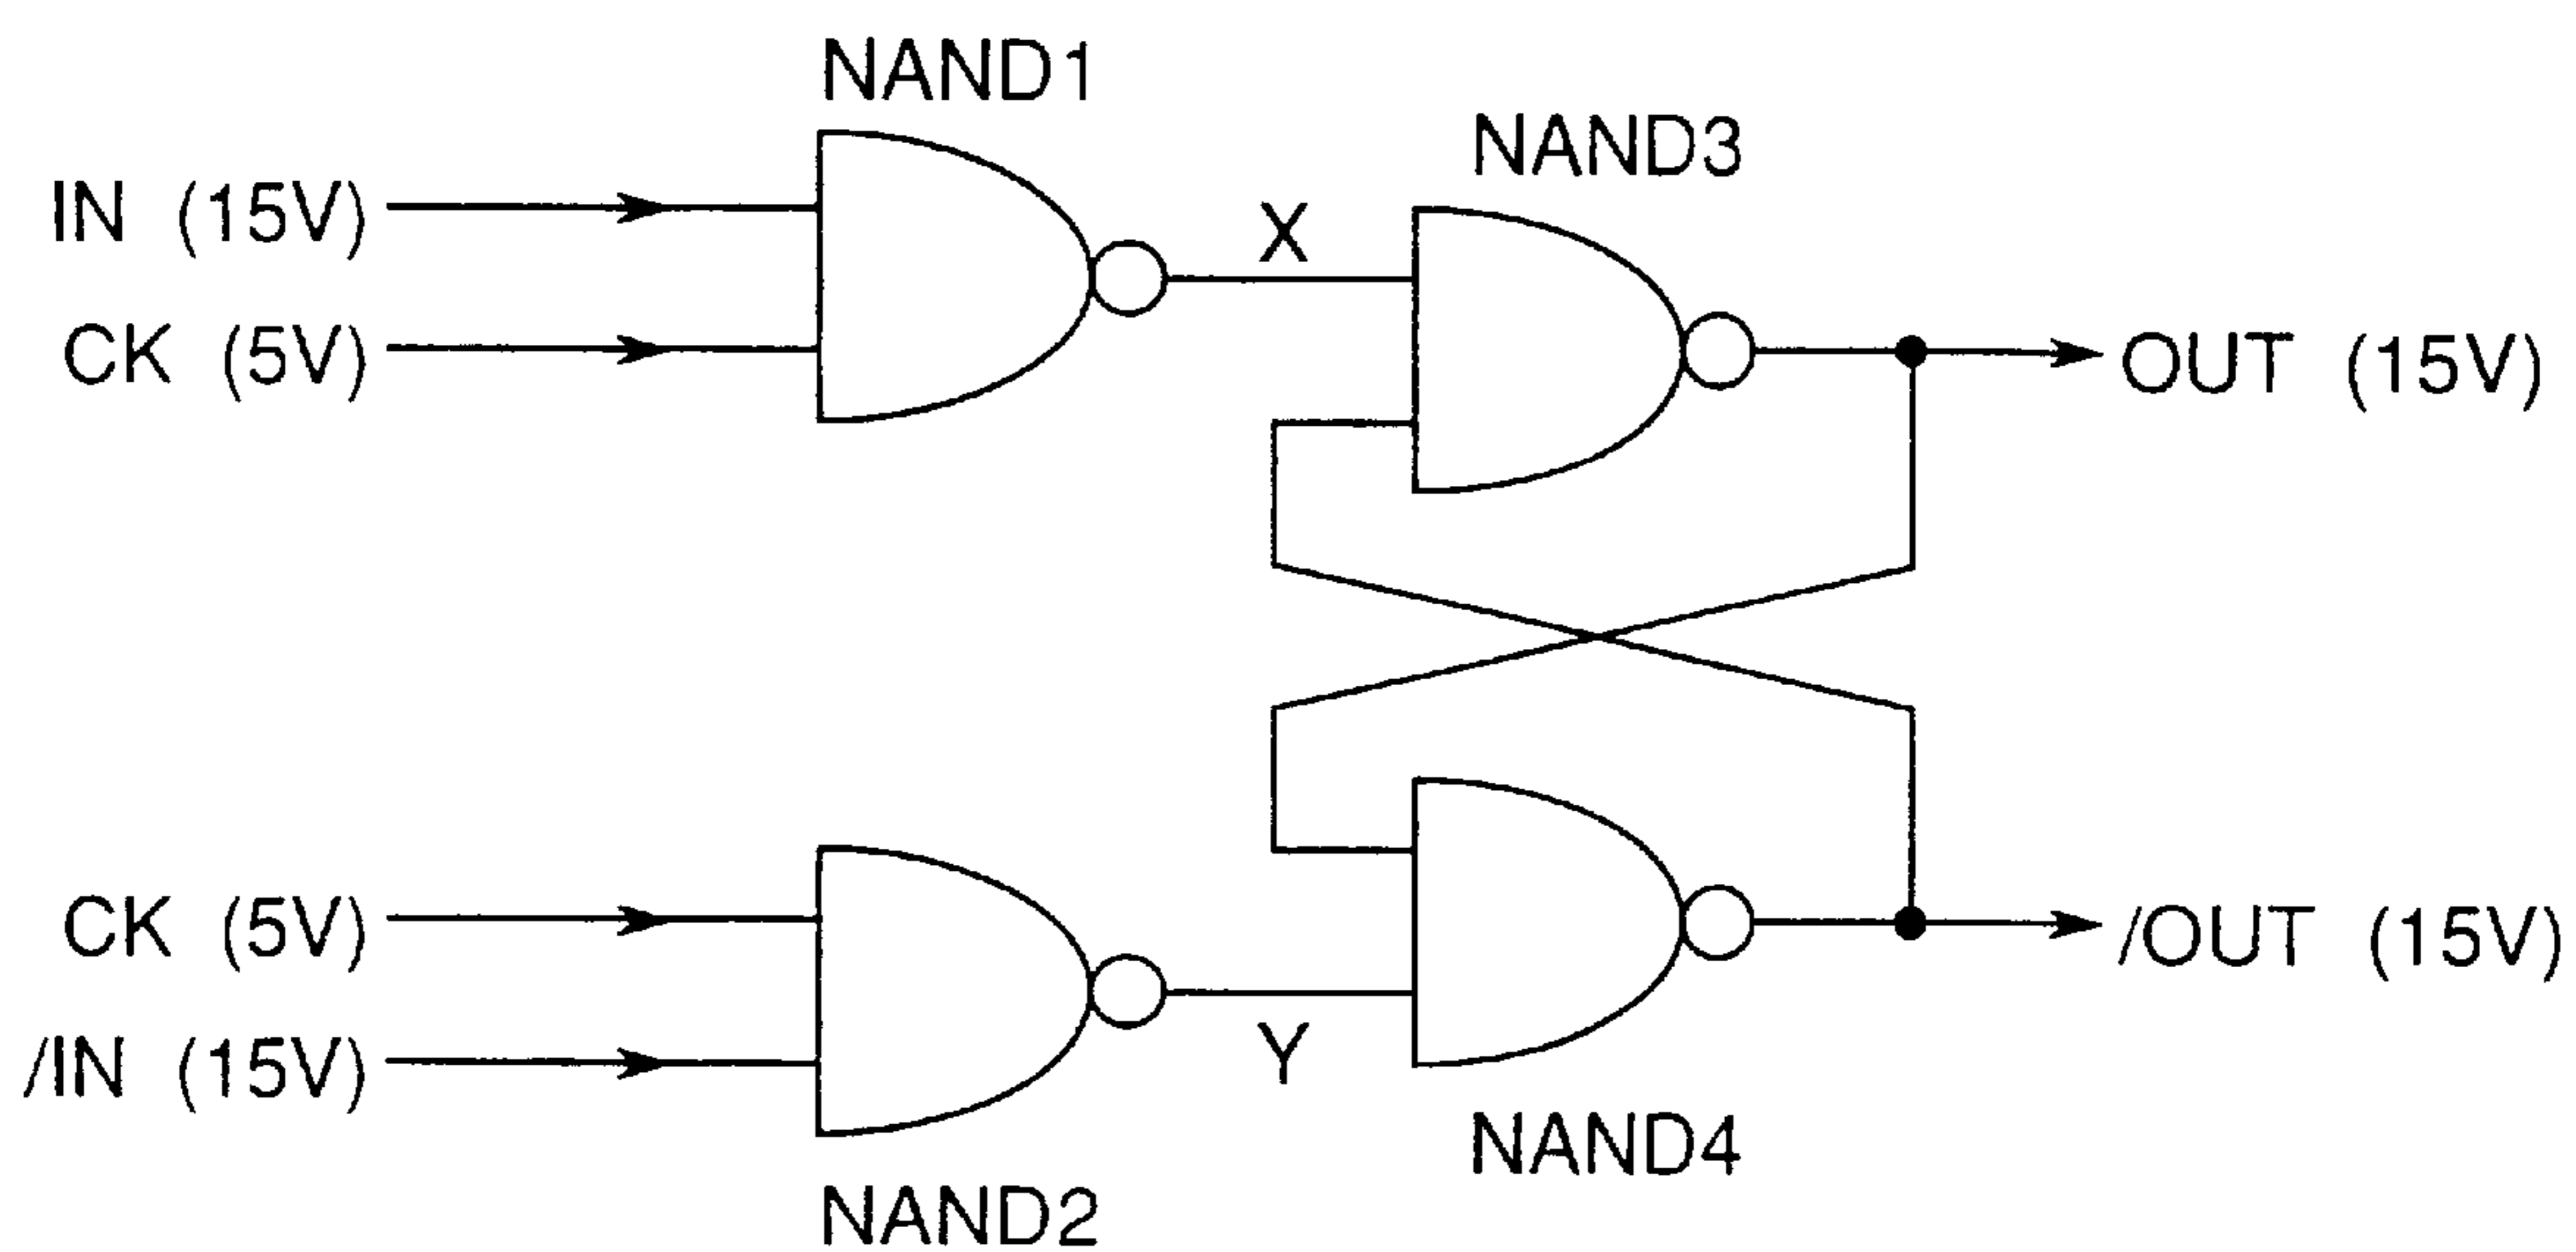 NAND1
NAND3
IN (15V)
X
CK (5V)
OUT (15V)
CK (5V)
/OUT (15V)
/IN (15V)
Y
NAND4
NAND2